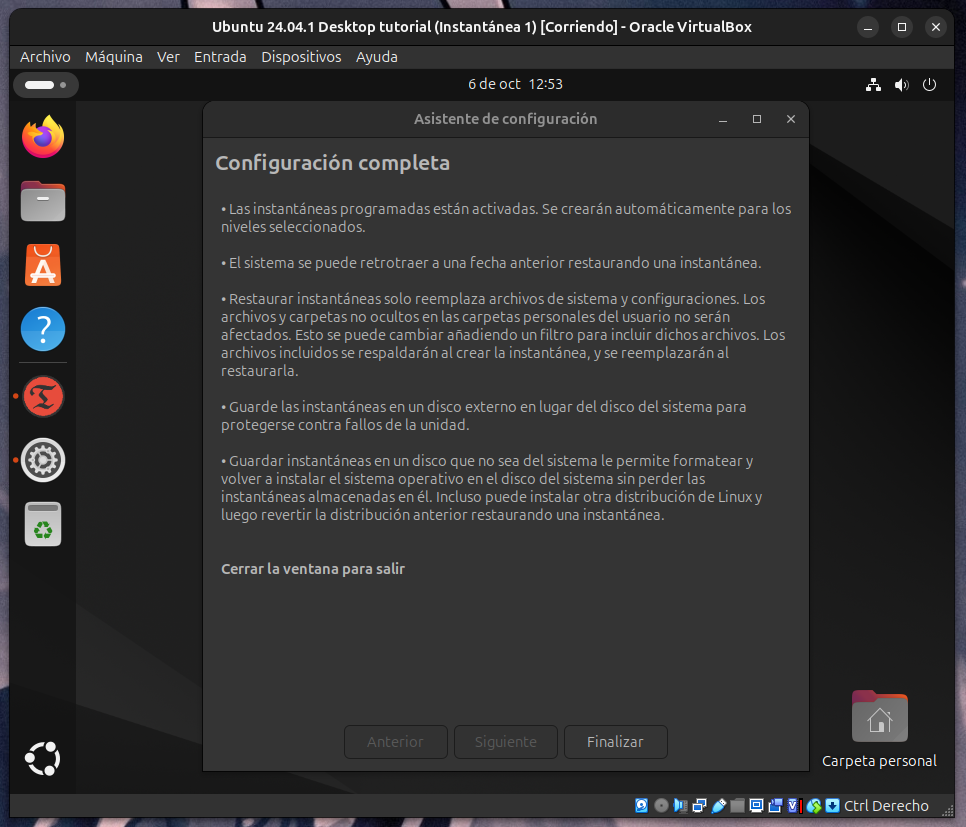 Ubuntu 24.04.1 Desktop tutorial (Instantánea 1) [Corriendo] - Oracle VirtualBox
Archivo Máquina Ver Entrada Dispositivos Ayuda
6 de oct 12:53
Asistente de configuración
Configuración completa
• Las instantáneas programadas están activadas. Se crearán automáticamente para los
niveles seleccionados.
• El sistema se puede retrotraer a una fecha anterior restaurando una instantánea.
• Restaurar instantáneas solo reemplaza archivos de sistema y configuraciones. Los
archivos y carpetas no ocultos en las carpetas personales del usuario no serán
afectados. Esto se puede cambiar añadiendo un filtro para incluir dichos archivos. Los
archivos incluidos se respaldarán al crear la instantánea, y se reemplazarán al
restaurarla.
• Guarde las instantáneas en un disco externo en lugar del disco del sistema para
protegerse contra fallos de la unidad.
• Guardar instantáneas en un disco que no sea del sistema le permite formatear y
volver a instalar el sistema operativo en el disco del sistema sin perder las
instantáneas almacenadas en él. Incluso puede instalar otra distribución de Linux y
luego revertir la distribución anterior restaurando una instantánea.
Cerrar la ventana para salir
Anterior Siguiente Finalizar
Carpeta personal
Ctrl Derecho